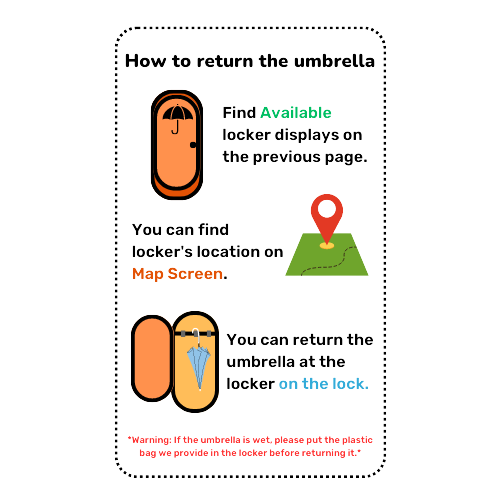 How to return the umbrella
Find Available
locker displays on
the previous page.
You can find
locker's location on
Map Screen.
You can return the
umbrella at the
locker on the lock.
*Warning: If the umbrella is wet, please put the plastic
bag we provide in the locker before returning it.*